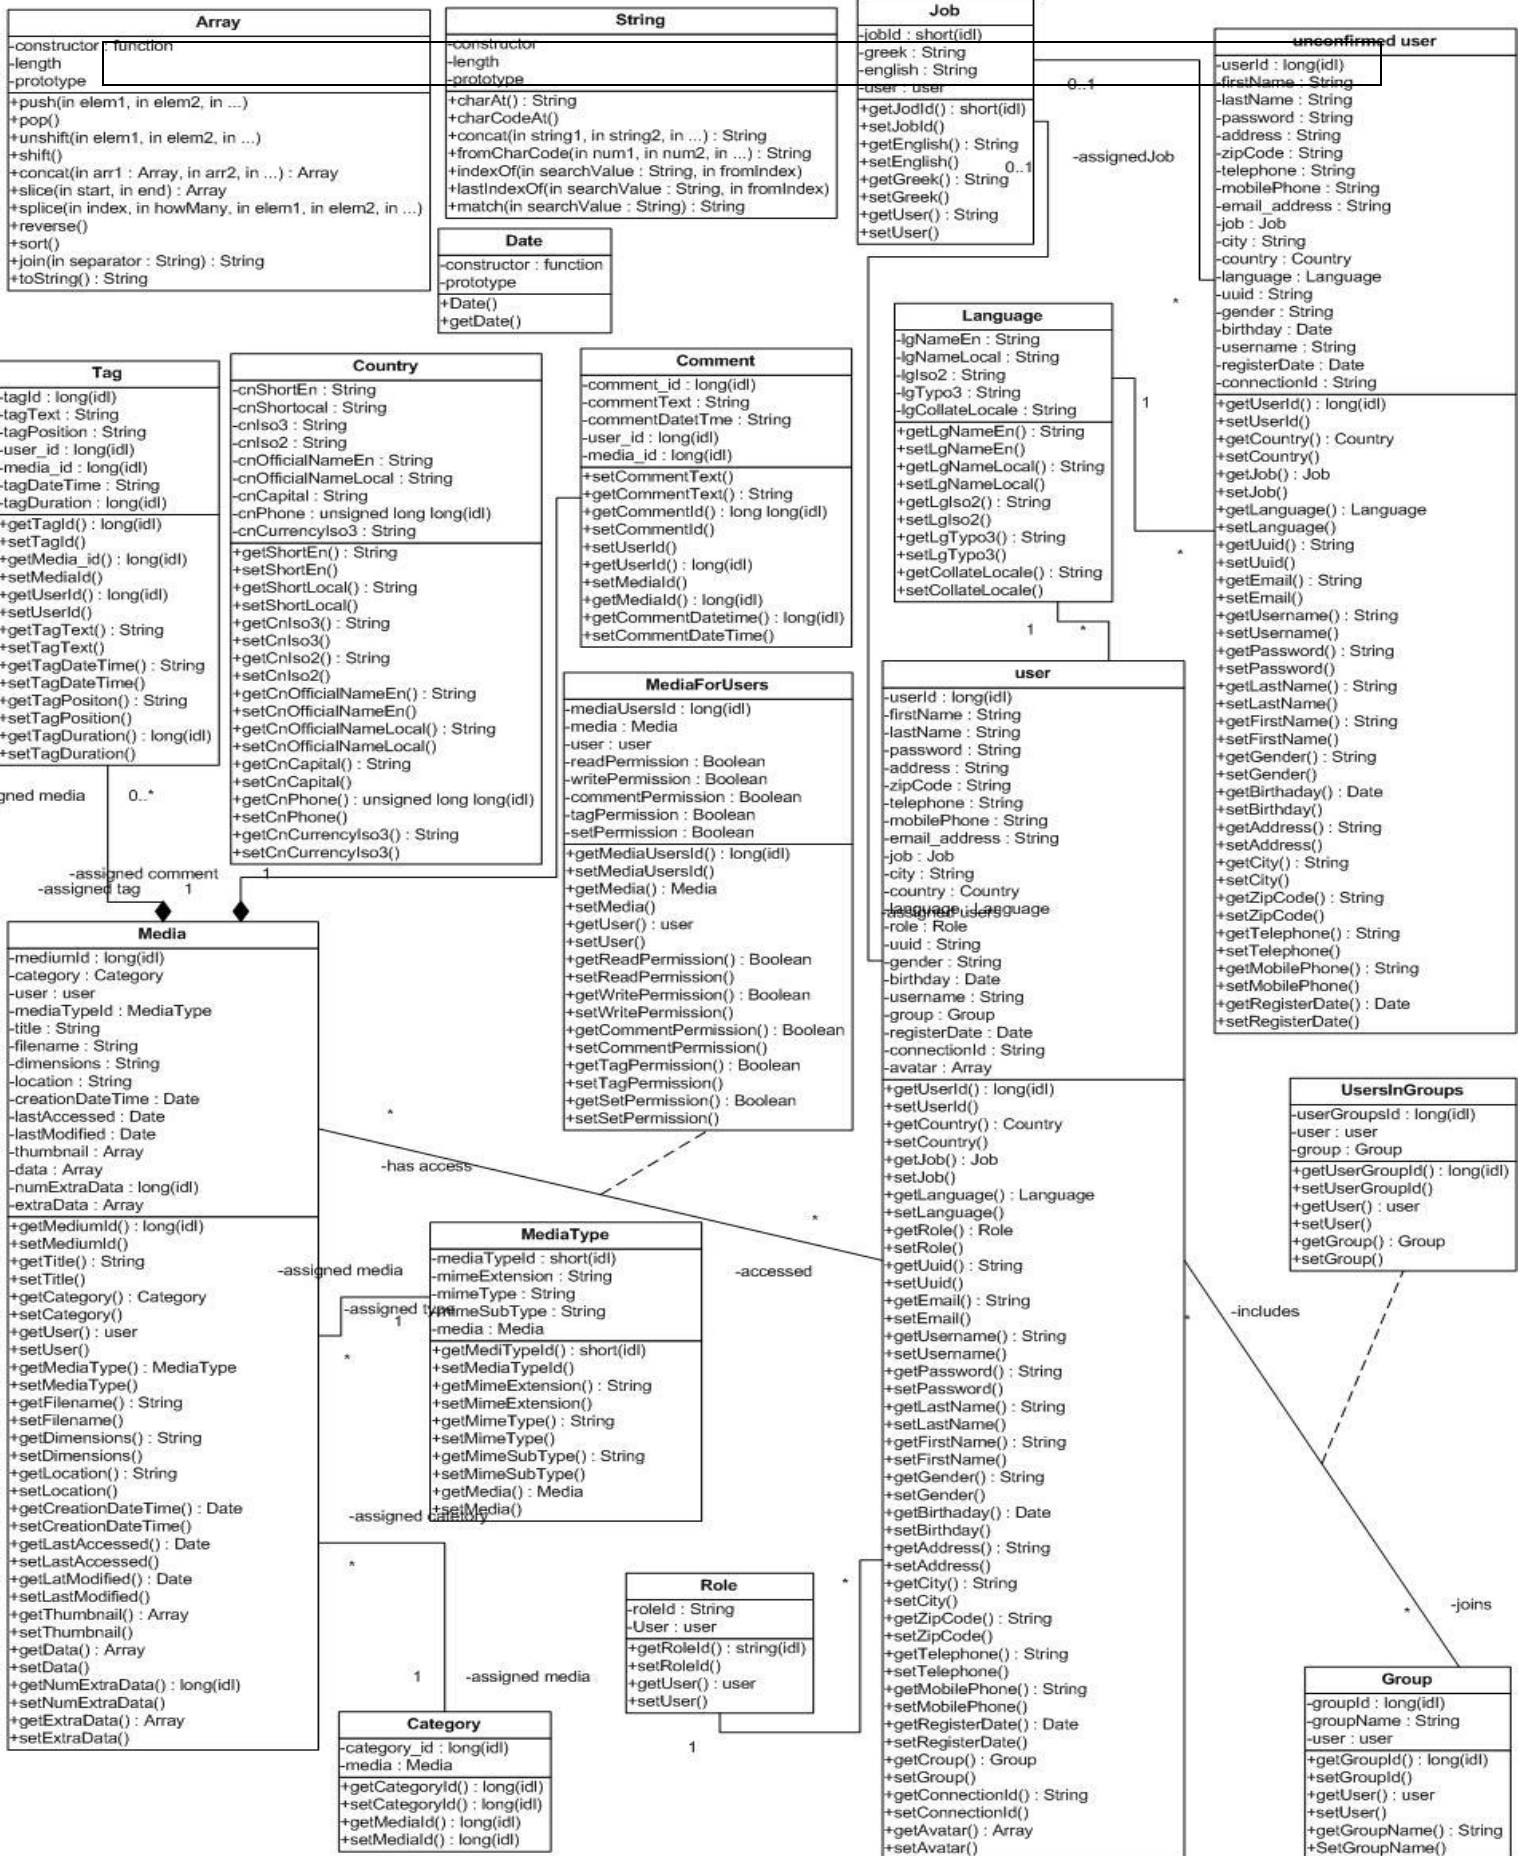 Array
-constructor : function
-length
-prototype
+push(in elem1, in elem2, in ...)
+pop()
+unshift(in elem1, in elem2, in ...)
+shift()
+concat(in arr1 : Array, in arr2, in ...) : Array
+slice(in start, in end) : Array
+splice(in index, in howMany, in elem1, in elem2, in ...)
+reverse()
+sort()
+join(in separator : String) : String
+toString() : String
String
-constructor
-length
-prototype
+charAt() : String
+charCodeAt()
+concat(in string1, in string2, in ...) : String
+fromCharCode(in num1, in num2, in ...) : String
+indexOf(in searchValue : String, in fromIndex)
+lastIndexOf(in searchValue : String, in fromIndex)
+match(in searchValue : String) : String
Date
-constructor : function
-prototype
+Date()
+getDate()
Job
-jobId : short(idl)
-greek : String
-english : String
-user : user
+getJodId() : short(idl)
+setJobId()
+getEnglish() : String
+setEnglish()
+getGreek() : String
+setGreek()
+getUser() : String
+setUser()
0..1
0..1
-assignedJob
*
unconfirmed user
-userId : long(idl)
-firstName : String
-lastName : String
-password : String
-address : String
-zipCode : String
-telephone : String
-mobilePhone : String
-email_address : String
-job : Job
-city : String
-country : Country
-language : Language
-uuid : String
-gender : String
-birthday : Date
-username : String
-registerDate : Date
-connectionId : String
+getUserId() : long(idl)
+setUserId()
+getCountry() : Country
+setCountry()
+getJob() : Job
+setJob()
+getLanguage() : Language
+setLanguage()
+getUuid() : String
+setUuid()
+getEmail() : String
+setEmail()
+getUsername() : String
+setUsername()
+getPassword() : String
+setPassword()
+getLastName() : String
+setLastName()
+getFirstName() : String
+setFirstName()
+getGender() : String
+setGender()
+getBirthaday() : Date
+setBirthday()
+getAddress() : String
+setAddress()
+getCity() : String
+setCity()
+getZipCode() : String
+setZipCode()
+getTelephone() : String
+setTelephone()
+getMobilePhone() : String
+setMobilePhone()
+getRegisterDate() : Date
+setRegisterDate()
Tag
-tagId : long(idl)
-tagText : String
-tagPosition : String
-user_id : long(idl)
-media_id : long(idl)
-tagDateTime : String
-tagDuration : long(idl)
+getTagId() : long(idl)
+setTagId()
+getMedia_id() : long(idl)
+setMediaId()
+getUserId() : long(idl)
+setUserId()
+getTagText() : String
+setTagText()
+getTagDateTime() : String
+setTagDateTime()
+getTagPositon() : String
+setTagPosition()
+getTagDuration() : long(idl)
+setTagDuration()
gned media
0..*
-assigned comment
-assigned tag
1
1
Country
-cnShortEn : String
-cnShortocal : String
-cnIso3 : String
-cnIso2 : String
-cnOfficialNameEn : String
-cnOfficialNameLocal : String
-cnCapital : String
-cnPhone : unsigned long long(idl)
-cnCurrencyIso3 : String
+getShortEn() : String
+setShortEn()
+getShortLocal() : String
+setShortLocal()
+getCnIso3() : String
+setCnIso3()
+getCnIso2() : String
+setCnIso2()
+getCnOfficialNameEn() : String
+setCnOfficialNameEn()
+getCnOfficialNameLocal() : String
+setCnOfficialNameLocal()
+getCnCapital() : String
+setCnCapital()
+getCnPhone() : unsigned long long(idl)
+setCnPhone()
+getCnCurrencyIso3() : String
+setCnCurrencyIso3()
Comment
-comment_id : long(idl)
-commentText : String
-commentDatetTme : String
-user_id : long(idl)
-media_id : long(idl)
+setCommentText()
+getCommentText() : String
+getCommentId() : long long(idl)
+setCommentId()
+setUserId()
+getUserId() : long(idl)
+setMediaId()
+getMediaId() : long(idl)
+getCommentDatetime() : long(idl)
+setCommentDateTime()
Language
-lgNameEn : String
-lgNameLocal : String
-lgIso2 : String
-lgTypo3 : String
-lgCollateLocale : String
+getLgNameEn() : String
+setLgNameEn()
+getLgNameLocal() : String
+setLgNameLocal()
+getLgIso2() : String
+setLgIso2()
+getLgTypo3() : String
+setLgTypo3()
+getCollateLocale() : String
+setCollateLocale()
1
*
1
*
MediaForUsers
-mediaUsersId : long(idl)
-media : Media
-user : user
-readPermission : Boolean
-writePermission : Boolean
-commentPermission : Boolean
-tagPermission : Boolean
-setPermission : Boolean
+getMediaUsersId() : long(idl)
+setMediaUsersId()
+getMedia() : Media
+setMedia()
+getUser() : user
+setUser()
+getReadPermission() : Boolean
+setReadPermission()
+getWritePermission() : Boolean
+setWritePermission()
+getCommentPermission() : Boolean
+setCommentPermission()
+getTagPermission() : Boolean
+setTagPermission()
+getSetPermission() : Boolean
+setSetPermission()
user
-userId : long(idl)
-firstName : String
-lastName : String
-password : String
-address : String
-zipCode : String
-telephone : String
-mobilePhone : String
-email_address : String
-job : Job
-city : String
-country : Country
-language : Language
-assigned users
-role : Role
-uuid : String
-gender : String
-birthday : Date
-username : String
-group : Group
-registerDate : Date
-connectionId : String
-avatar : Array
+getUserId() : long(idl)
+setUserId()
+getCountry() : Country
+setCountry()
+getJob() : Job
+setJob()
+getLanguage() : Language
+setLanguage()
+getRole() : Role
+setRole()
+getUuid() : String
+setUuid()
+getEmail() : String
+setEmail()
+getUsername() : String
+setUsername()
+getPassword() : String
+setPassword()
+getLastName() : String
+setLastName()
+getFirstName() : String
+setFirstName()
+getGender() : String
+setGender()
+getBirthaday() : Date
+setBirthday()
+getAddress() : String
+setAddress()
+getCity() : String
+setCity()
+getZipCode() : String
+setZipCode()
+getTelephone() : String
+setTelephone()
+getMobilePhone() : String
+setMobilePhone()
+getRegisterDate() : Date
+setRegisterDate()
+getCroup() : Group
+setGroup()
+getConnectionId() : String
+setConnectionId()
+getAvatar() : Array
+setAvatar()
Media
-mediumId : long(idl)
-category : Category
-user : user
-mediaTypeId : MediaType
-title : String
-filename : String
-dimensions : String
-location : String
-creationDateTime : Date
-lastAccessed : Date
-lastModified : Date
-thumbnail : Array
-data : Array
-numExtraData : long(idl)
-extraData : Array
+getMediumId() : long(idl)
+setMediumId()
+getTitle() : String
+setTitle()
+getCategory() : Category
+setCategory()
+getUser() : user
+setUser()
+getMediaType() : MediaType
+setMediaType()
+getFilename() : String
+setFilename()
+getDimensions() : String
+setDimensions()
+getLocation() : String
+setLocation()
+getCreationDateTime() : Date
+setCreationDateTime()
+getLastAccessed() : Date
+setLastAccessed()
+getLatModified() : Date
+setLastModified()
+getThumbnail() : Array
+setThumbnail()
+getData() : Array
+setData()
+getNumExtraData() : long(idl)
+setNumExtraData()
+getExtraData() : Array
+setExtraData()
*
-has access
*
-accessed
-assigned media
-assigned type
1
*
MediaType
-mediaTypeId : short(idl)
-mimeExtension : String
-mimeType : String
-mimeSubType : String
-media : Media
+getMediTypeId() : short(idl)
+setMediaTypeId()
+getMimeExtension() : String
+setMimeExtension()
+getMimeType() : String
+setMimeType()
+getMimeSubType() : String
+setMimeSubType()
+getMedia() : Media
+setMedia()
-assigned catetory
*
1
-assigned media
Category
-category_id : long(idl)
-media : Media
+getCategoryId() : long(idl)
+setCategoryId() : long(idl)
+getMediaId() : long(idl)
+setMediaId() : long(idl)
Role
-roleId : String
-User : user
+getRoleId() : string(idl)
+setRoleId()
+getUser() : user
+setUser()
*
1
UsersInGroups
-userGroupsId : long(idl)
-user : user
-group : Group
+getUserGroupId() : long(idl)
+setUserGroupId()
+getUser() : user
+setUser()
+getGroup() : Group
+setGroup()
-includes
*
*
-joins
Group
-groupId : long(idl)
-groupName : String
-user : user
+getGroupId() : long(idl)
+setGroupId()
+getUser() : user
+setUser()
+getGroupName() : String
+SetGroupName()